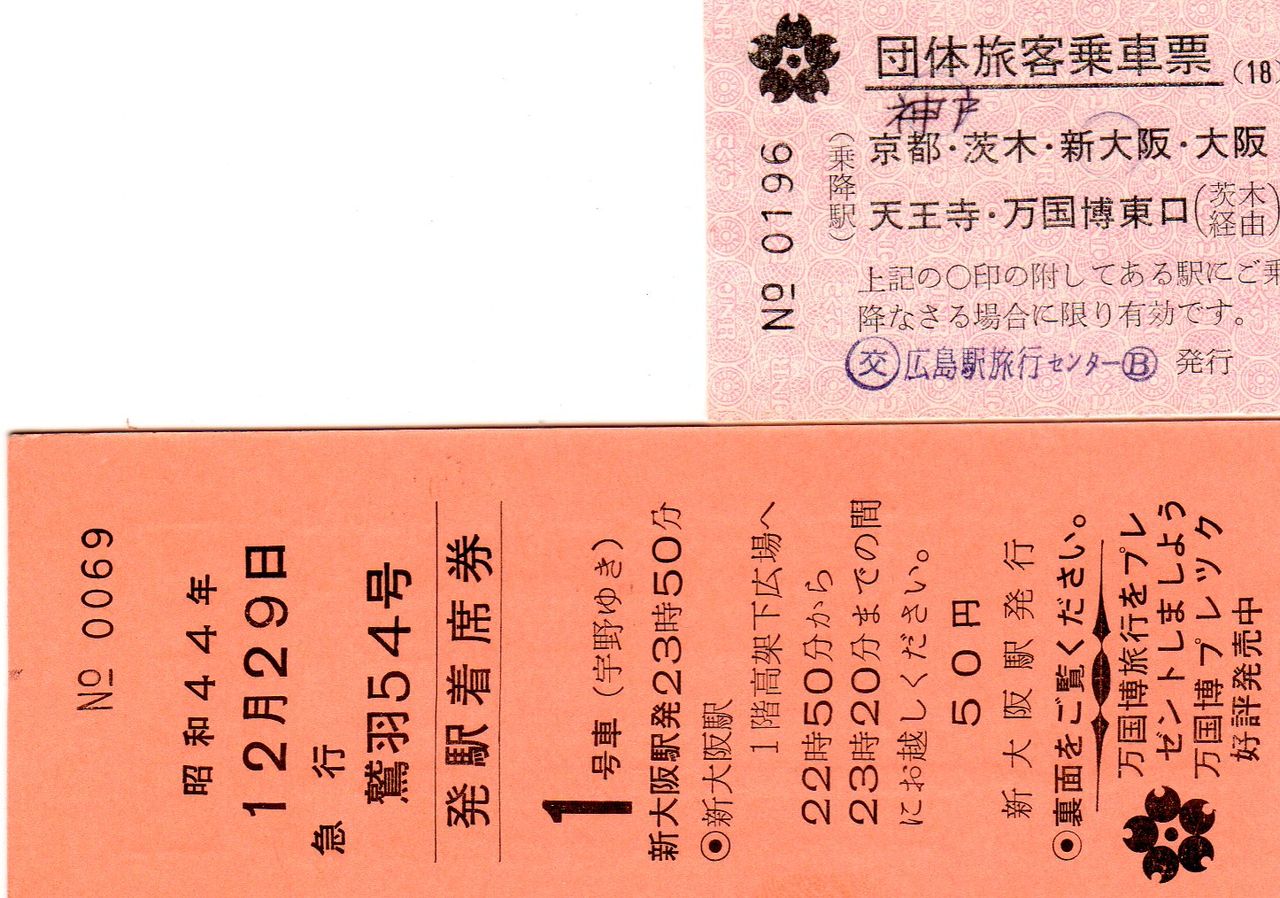 団体旅客乗車票 (18)
神戸
(乗降駅)
京都・茨木・新大阪・大阪
天王寺・万国博東口(茨木経由)
上記の〇印の附してある駅にご乗
降なさる場合に限り有効です。
交 広島駅旅行センターB 発行
№ 0196
№ 0069
昭和44年
12月29日
急行
鷲羽54号
発駅着席券
1号車(宇野ゆき)
新大阪駅発23時50分
◉新大阪駅
1階高架下広場へ
22時50分から
23時20分までの間
にお越しください。
50円
新大阪駅発行
◉裏面をご覧ください。
万国博旅行をプレ
ゼントしましょう
万国博プレツク
好評発売中